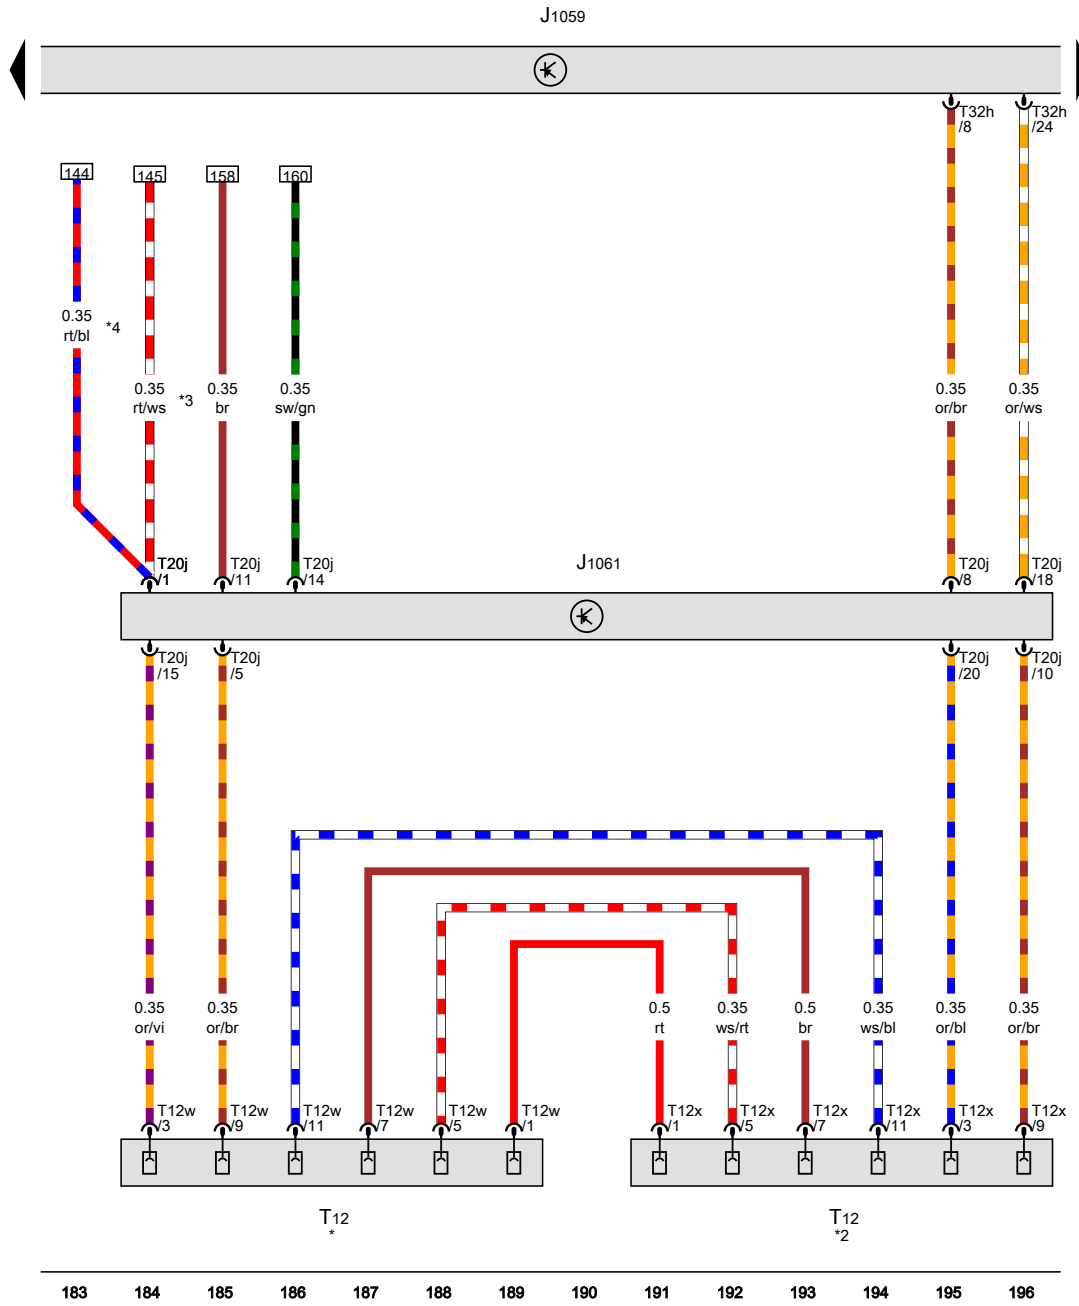 J1059
T32h
/8
T32h
/24
144
145
158
160
0.35
rt/bl
*4
0.35
rt/ws
*3
0.35
br
0.35
sw/gn
0.35
or/br
0.35
or/ws
J1061
T20j
/1
T20j
/11
T20j
/14
T20j
/8
T20j
/18
T20j
/15
T20j
/5
T20j
/20
T20j
/10
0.35
or/vi
0.35
or/br
0.5
rt
0.35
ws/rt
0.5
br
0.35
ws/bl
0.35
or/bl
0.35
or/br
T12w
/3
T12w
/9
T12w
/11
T12w
/7
T12w
/5
T12w
/1
T12x
/1
T12x
/5
T12x
/7
T12x
/11
T12x
/3
T12x
/9
T12
*
T12
*2
183 184 185 186 187 188 189 190 191 192 193 194 195 196